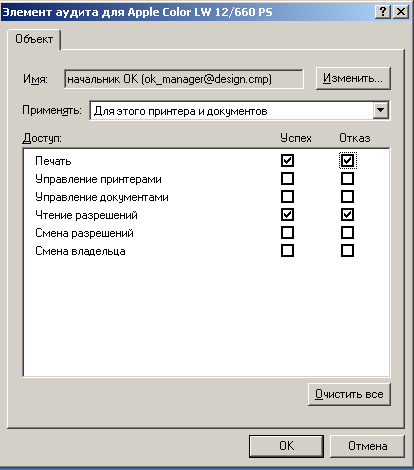 Элемент аудита для Apple Color LW 12/660 PS
Объект
Имя: начальник ОК (ok_manager@design.cmp) Изменить...
Применять: Для этого принтера и документов
Доступ: Успех Отказ
Печать
Управление принтерами
Управление документами
Чтение разрешений
Смена разрешений
Смена владельца
Очистить все
ОК Отмена